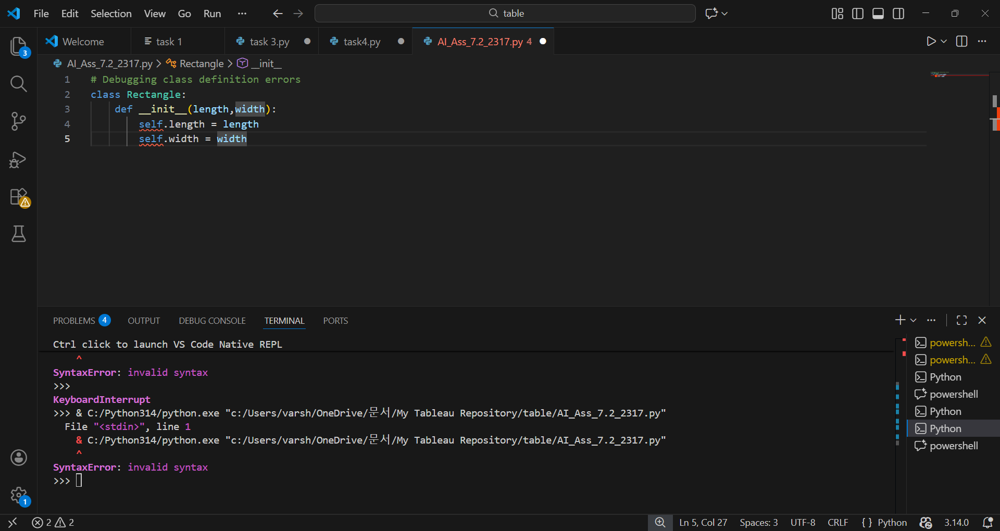 File Edit Selection View Go Run ··· table
3 Welcome task 1 task 3.py task4.py AI_Ass_7.2_2317.py 4
AI_Ass_7.2_2317.py > Rectangle > __init__
1 # Debugging class definition errors
2 class Rectangle:
3 def __init__(length,width):
4 self.length = length
5 self.width = width
PROBLEMS 4 OUTPUT DEBUG CONSOLE TERMINAL PORTS
Ctrl click to launch VS Code Native REPL
^
SyntaxError: invalid syntax
>>>
KeyboardInterrupt
>>> & C:/Python314/python.exe "c:/Users/varsh/OneDrive/문서/My Tableau Repository/table/AI_Ass_7.2_2317.py"
File "<stdin>", line 1
& C:/Python314/python.exe "c:/Users/varsh/OneDrive/문서/My Tableau Repository/table/AI_Ass_7.2_2317.py"
^
SyntaxError: invalid syntax
>>>
powersh...
powersh...
Python
powershell
Python
Python
powershell
1
2 2 Ln 5, Col 27 Spaces: 3 UTF-8 CRLF { } Python 3.14.0